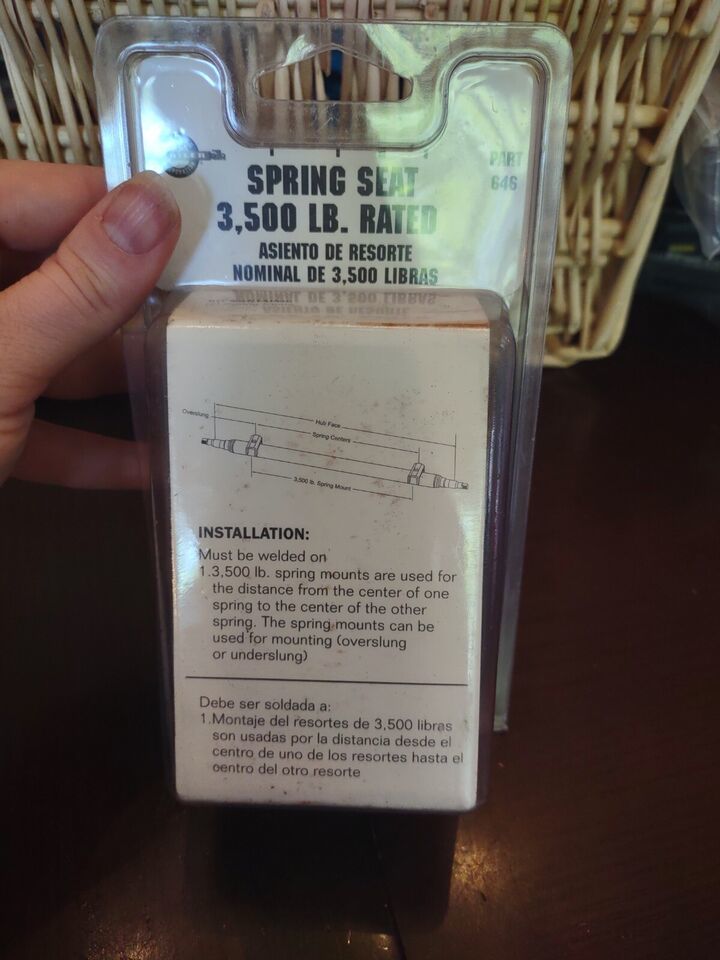 SPRING SEAT
3,500 LB. RATED
PART
646
ASIENTO DE RESORTE
NOMINAL DE 3,500 LIBRAS
Overslung
Hub Face
Spring Centers
3,500 lb. Spring Mount
INSTALLATION:
Must be welded on
1.3,500 lb. spring mounts are used for
the distance from the center of one
spring to the center of the other
spring. The spring mounts can be
used for mounting (overslung
or underslung)
Debe ser soldada a:
1.Montaje del resortes de 3,500 libras
son usadas por la distancia desde el
centro de uno de los resortes hasta el
centro del otro resorte